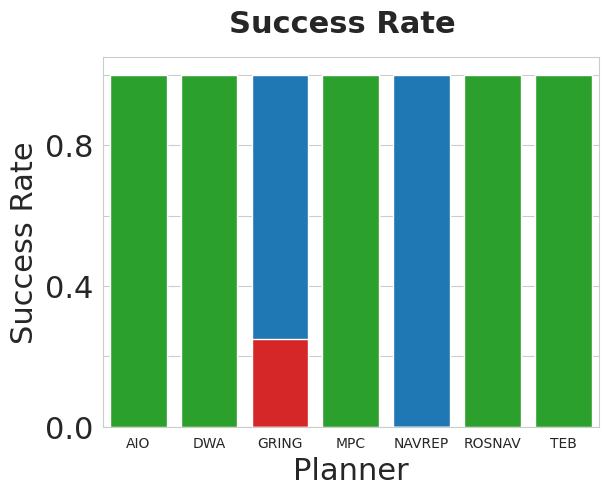 Success Rate
Success Rate
0.8
0.4
0.0
AIO DWA GRING MPC NAVREP ROSNAV TEB
Planner